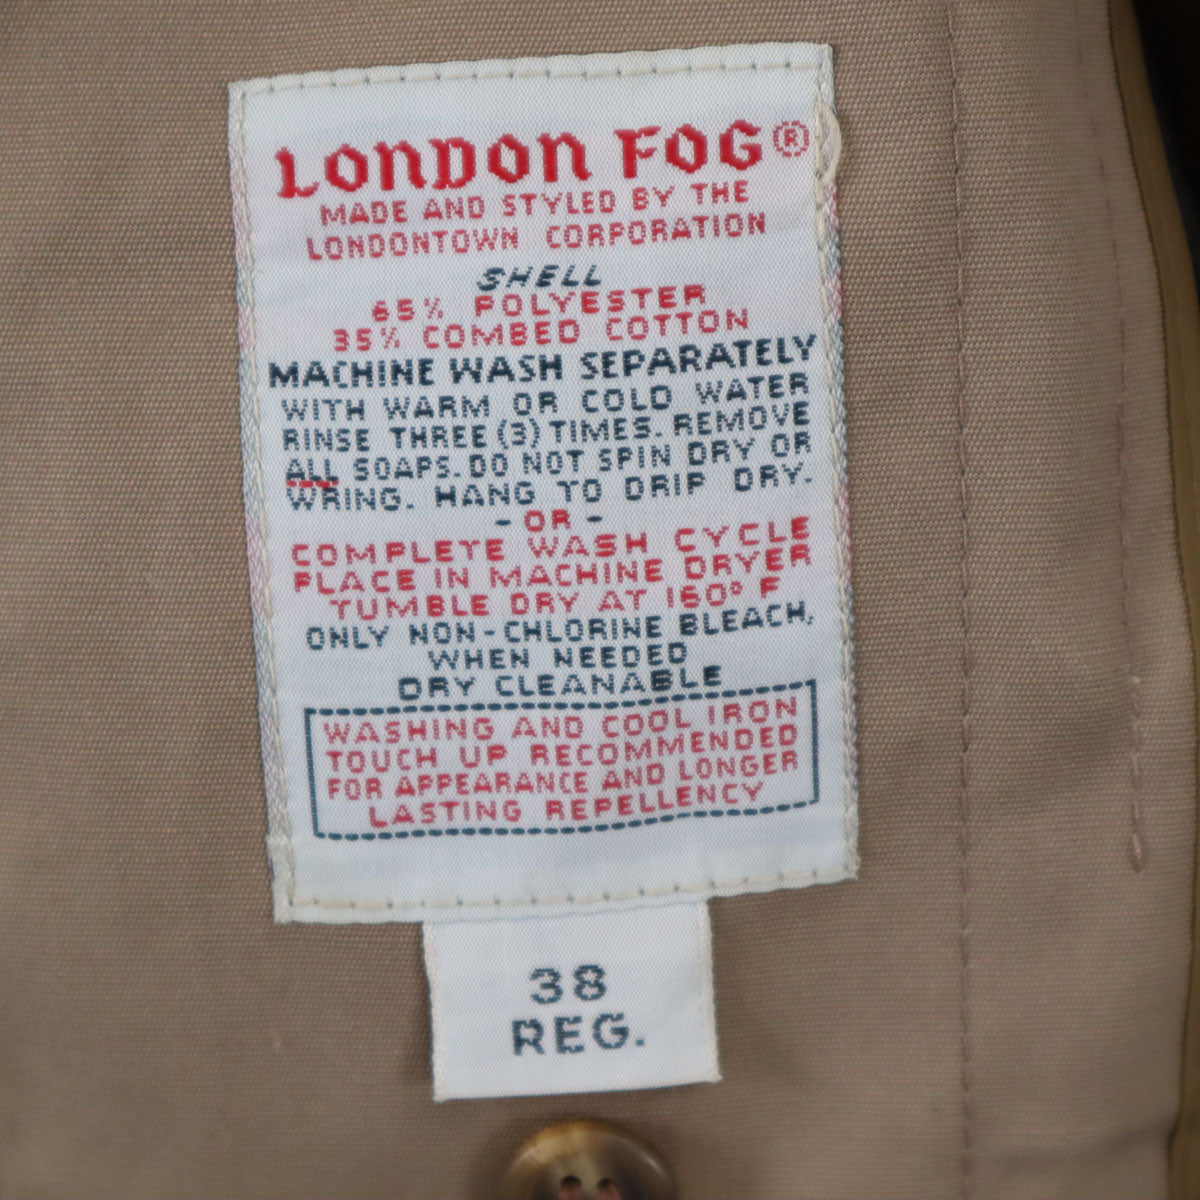 LONDON FOG®
MADE AND STYLED BY THE
LONDONTOWN CORPORATION
SHELL
65% POLYESTER
35% COMBED COTTON
MACHINE WASH SEPARATELY
WITH WARM OR COLD WATER
RINSE THREE (3) TIMES. REMOVE
ALL SOAPS. DO NOT SPIN DRY OR
WRING. HANG TO DRIP DRY.
- OR -
COMPLETE WASH CYCLE
PLACE IN MACHINE DRYER
TUMBLE DRY AT 160° F
ONLY NON-CHLORINE BLEACH,
WHEN NEEDED
DRY CLEANABLE
WASHING AND COOL IRON
TOUCH UP RECOMMENDED
FOR APPEARANCE AND LONGER
LASTING REPELLENCY
38
REG.